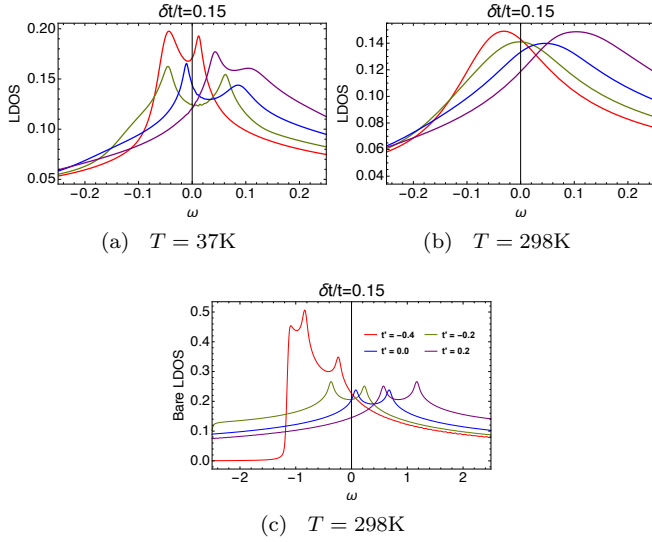 δt/t=0.15
δt/t=0.15
LDOS
0.20
0.15
0.10
0.05
-0.2 -0.1 0.0 0.1 0.2
ω
LDOS
0.14
0.12
0.10
0.08
0.06
0.04
-0.2 -0.1 0.0 0.1 0.2
ω
(a) T = 37K
(b) T = 298K
δt/t=0.15
Bare LDOS
0.5
0.4
0.3
0.2
0.1
0.0
t' = -0.4 t' = -0.2
t' = 0.0 t' = 0.2
-2 -1 0 1 2
ω
(c) T = 298K